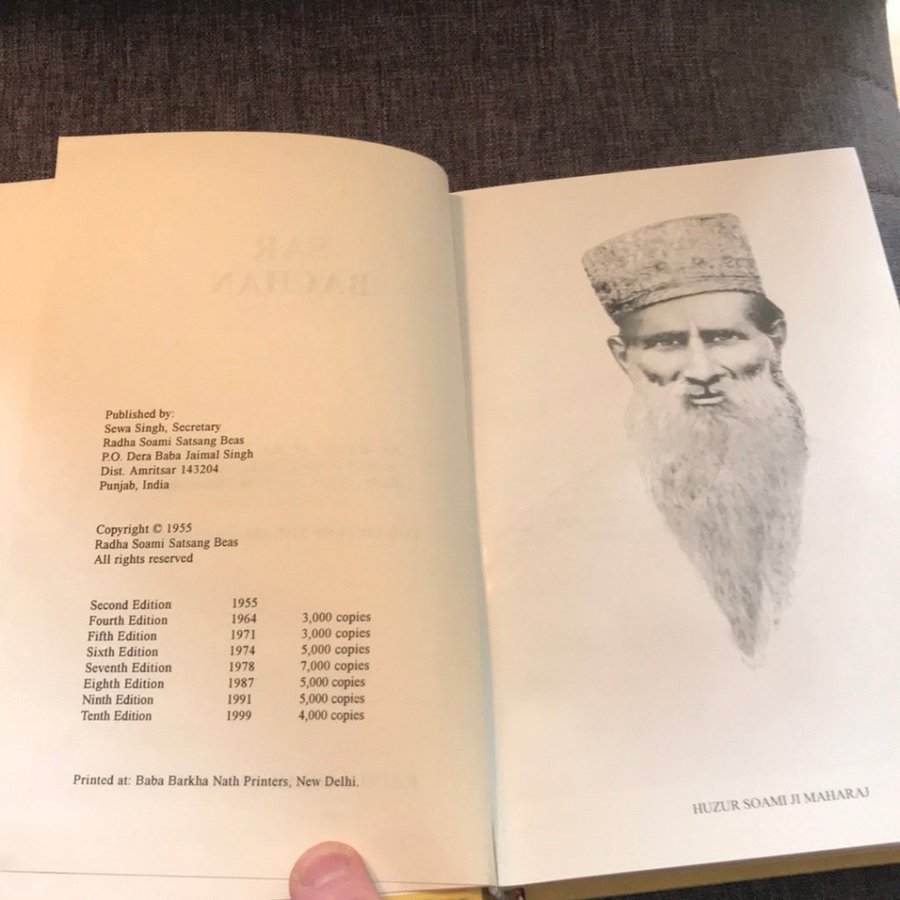 SAR
BACHAN
Published by:
Sewa Singh, Secretary
Radha Soami Satsang Beas
P.O. Dera Baba Jaimal Singh
Dist. Amritsar 143204
Punjab, India
Copyright © 1955
Radha Soami Satsang Beas
All rights reserved
Second Edition 1955
Fourth Edition 1964 3,000 copies
Fifth Edition 1971 3,000 copies
Sixth Edition 1974 5,000 copies
Seventh Edition 1978 7,000 copies
Eighth Edition 1987 5,000 copies
Ninth Edition 1991 5,000 copies
Tenth Edition 1999 4,000 copies
Printed at: Baba Barkha Nath Printers, New Delhi.
HUZUR SOAMI JI MAHARAJ